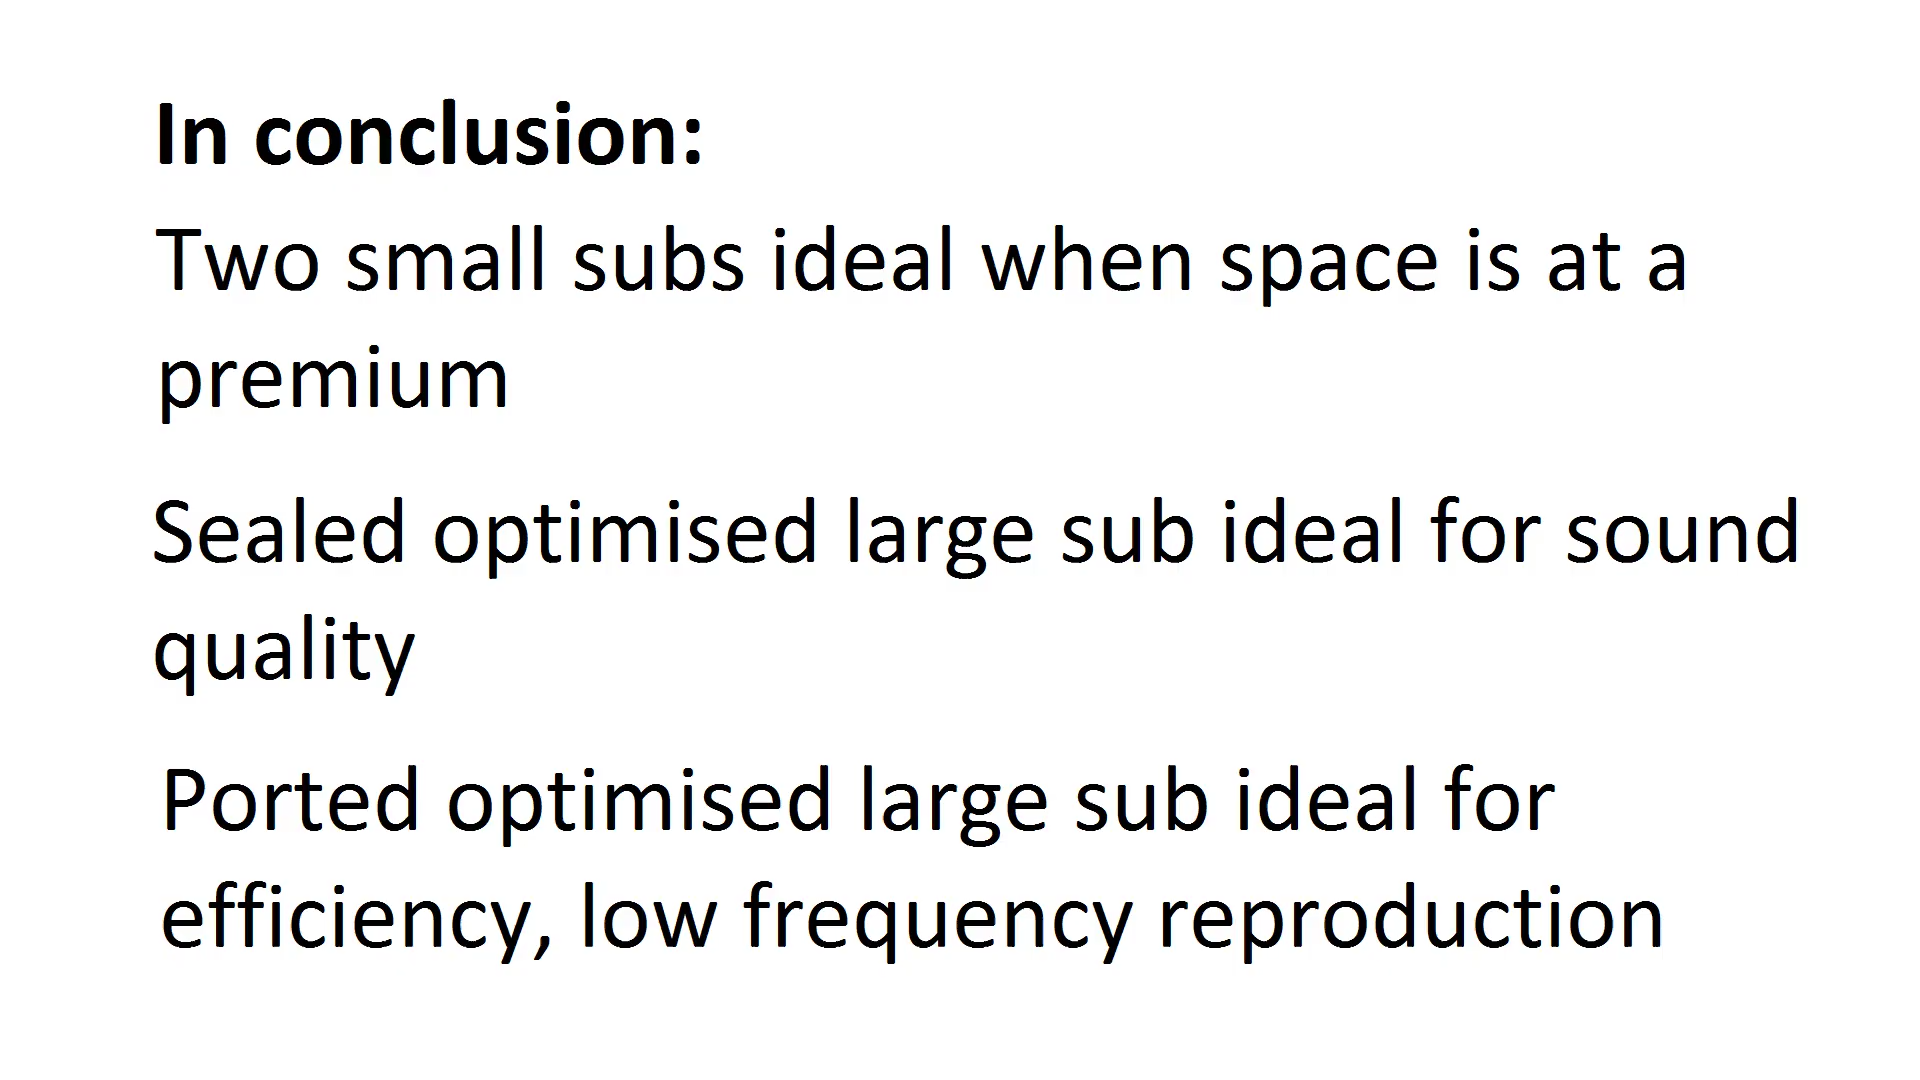 In conclusion:
Two small subs ideal when space is at a
premium
Sealed optimised large sub ideal for sound
quality
Ported optimised large sub ideal for
efficiency, low frequency reproduction